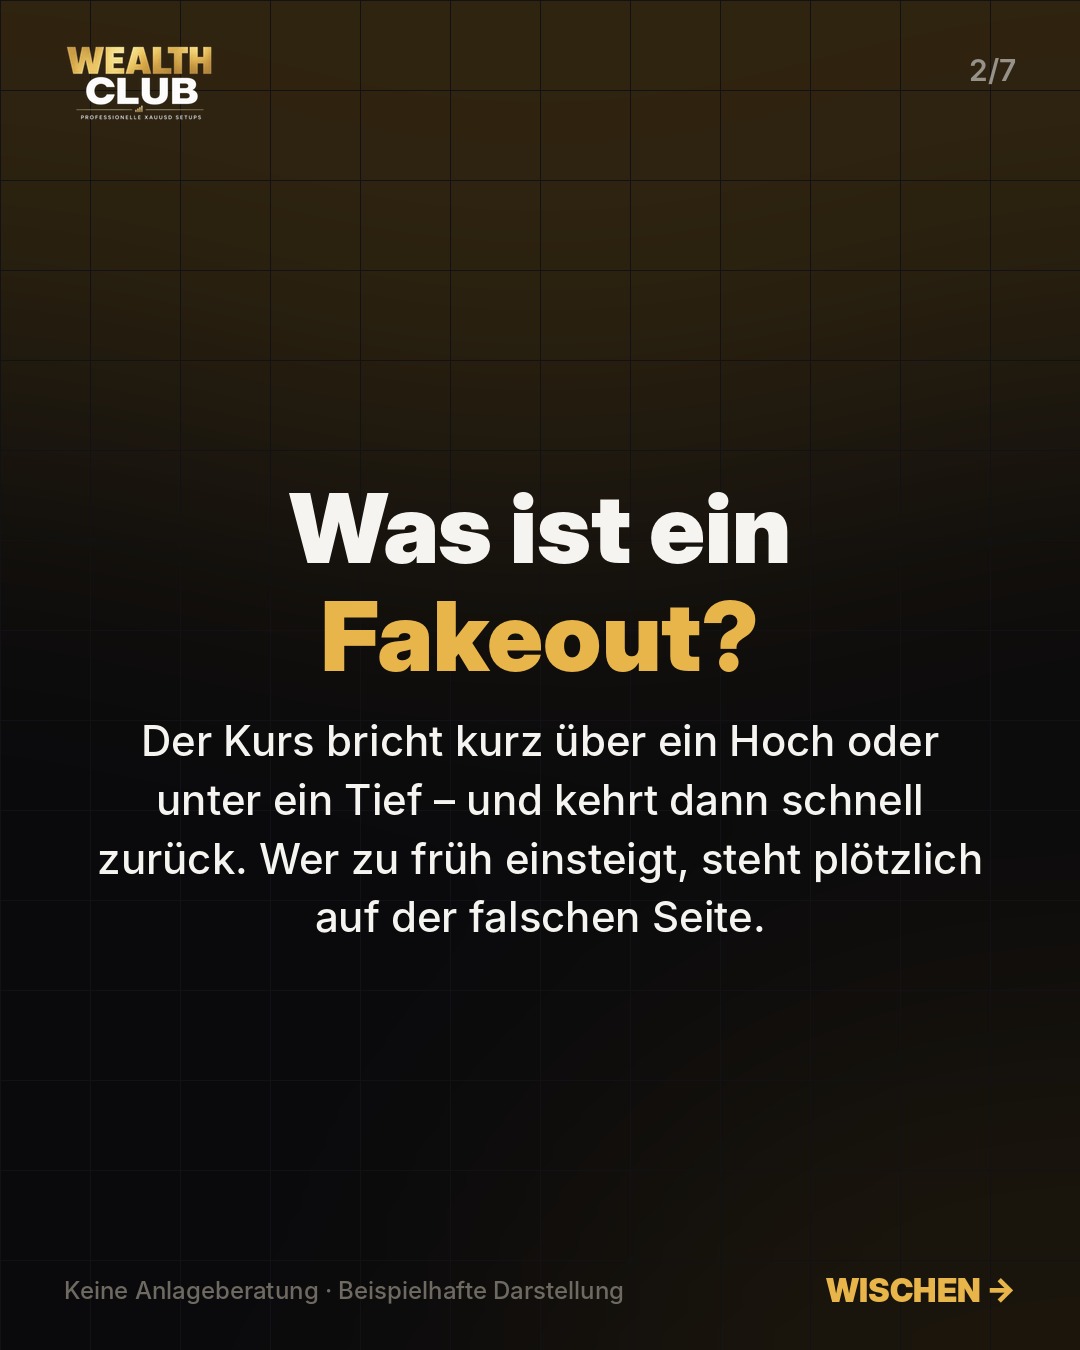 WEALTH
CLUB
PROFESSIONELLE XAUUSD SETUPS
2/7
Was ist ein
Fakeout?
Der Kurs bricht kurz über ein Hoch oder
unter ein Tief – und kehrt dann schnell
zurück. Wer zu früh einsteigt, steht plötzlich
auf der falschen Seite.
Keine Anlageberatung · Beispielhafte Darstellung
WISCHEN →